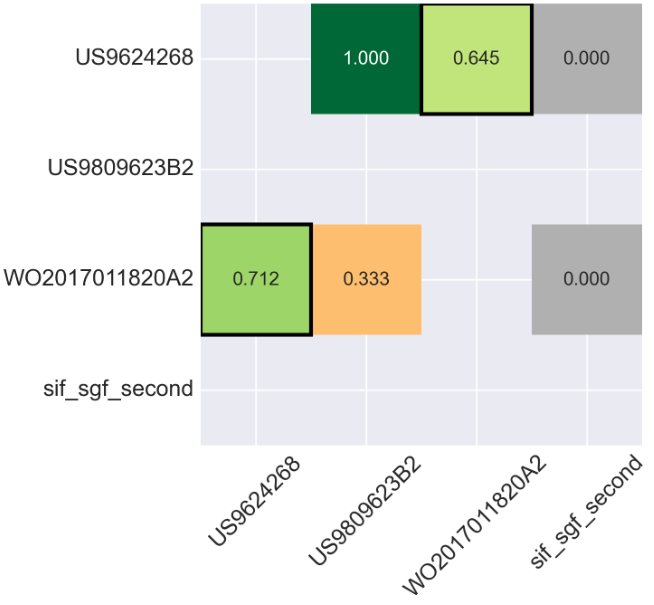 US9624268
1.000 0.645 0.000
US9809623B2
WO2017011820A2
0.712 0.333 0.000
sif_sgf_second
US9624268
US9809623B2
WO2017011820A2
sif_sgf_second